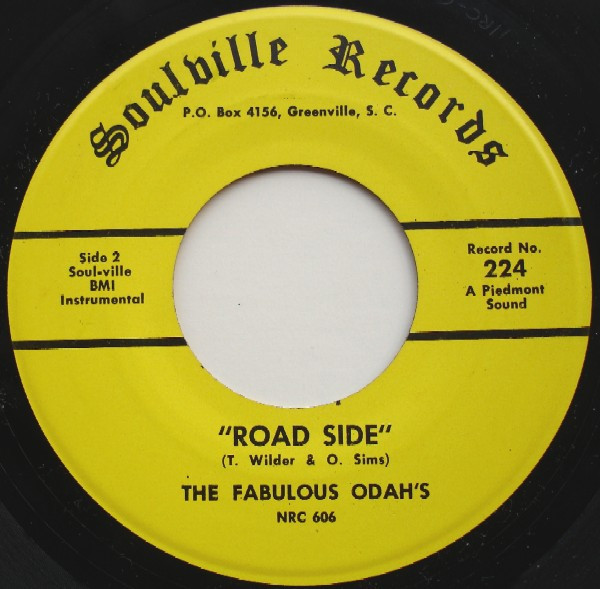 Soulville Records
P.O. Box 4156, Greenville, S. C.
Side 2
Soul-ville
BMI
Instrumental
Record No.
224
A Piedmont
Sound
"ROAD SIDE"
(T. Wilder & O. Sims)
THE FABULOUS ODAH'S
NRC 606